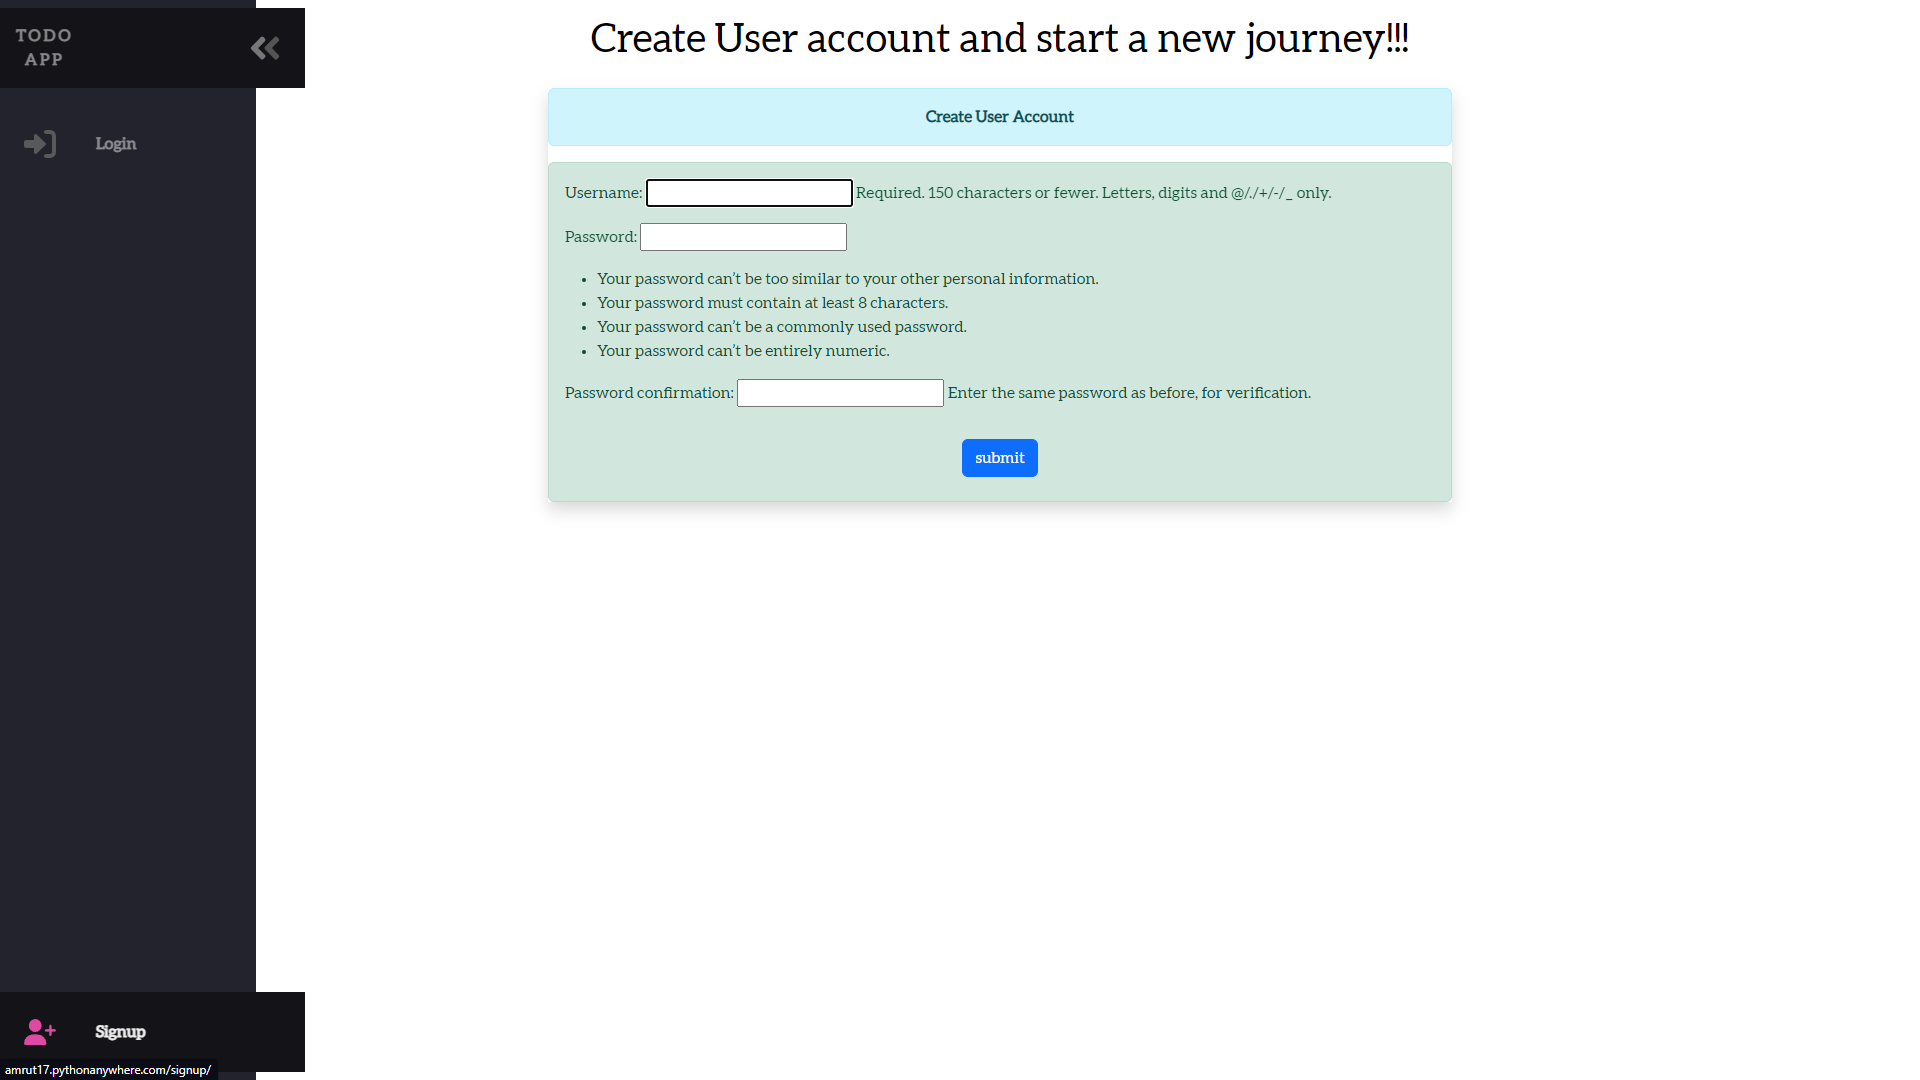 TODO
APP
Login
Create User account and start a new journey!!!
Create User Account
Username: Required. 150 characters or fewer. Letters, digits and @/./+/-/_ only.
Password:
• Your password can’t be too similar to your other personal information.
• Your password must contain at least 8 characters.
• Your password can’t be a commonly used password.
• Your password can’t be entirely numeric.
Password confirmation: Enter the same password as before, for verification.
submit
Signup
amrut17.pythonanywhere.com/signup/